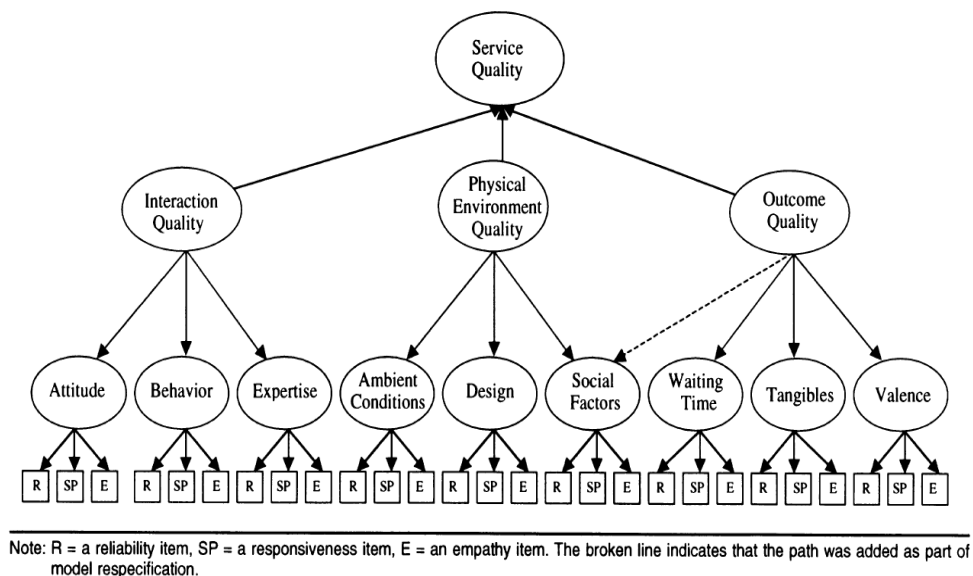 Service
Quality
Interaction
Quality
Physical
Environment
Quality
Outcome
Quality
Attitude
Behavior
Expertise
Ambient
Conditions
Design
Social
Factors
Waiting
Time
Tangibles
Valence
R SP E R SP E R SP E R SP E R SP E R SP E R SP E R SP E R SP E
Note: R = a reliability item, SP = a responsiveness item, E = an empathy item. The broken line indicates that the path was added as part of
model respecification.